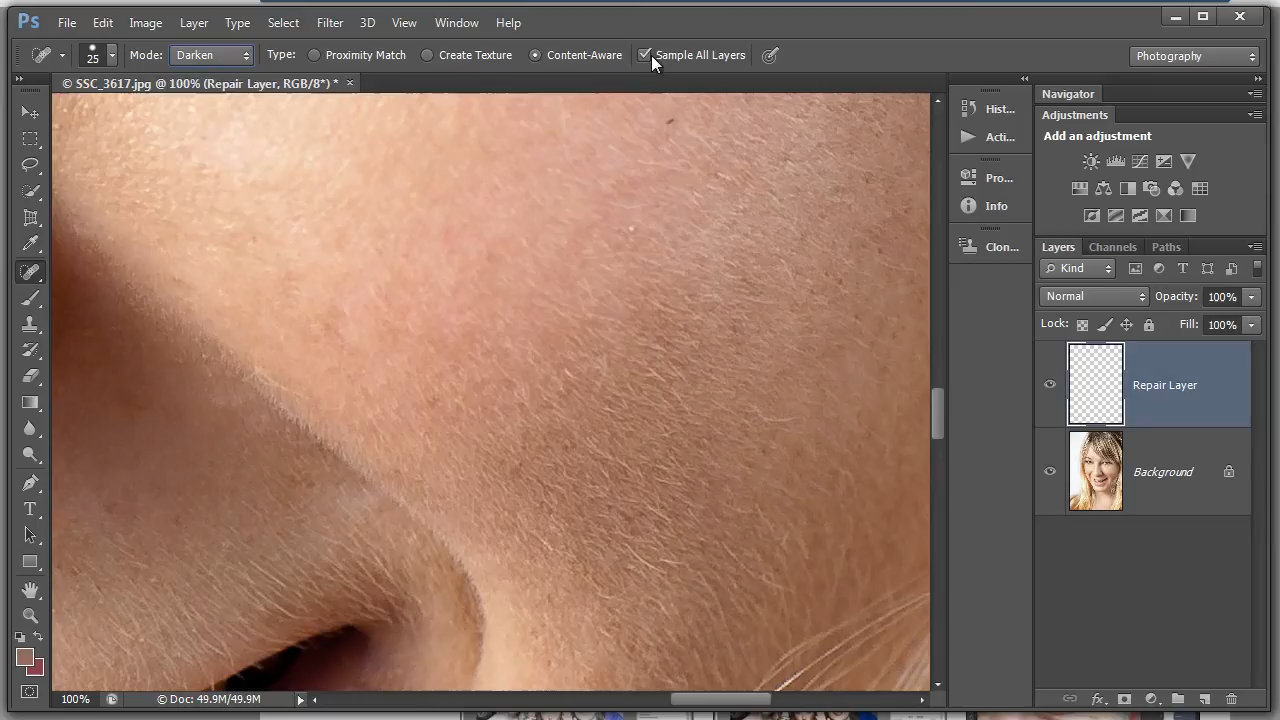 Ps File Edit Image Layer Type Select Filter 3D View Window Help
25 Mode: Darken Type: Proximity Match Create Texture Content-Aware Sample All Layers Photography
© SSC_3617.jpg @ 100% (Repair Layer, RGB/8*) * ×
Hist...
Acti...
Pro...
Info
Clon...
Navigator
Adjustments
Add an adjustment
Layers Channels Paths
Kind T
Normal Opacity: 100%
Lock: Fill: 100%
Repair Layer
Background
T
fx
100% © Doc: 49.9M/49.9M